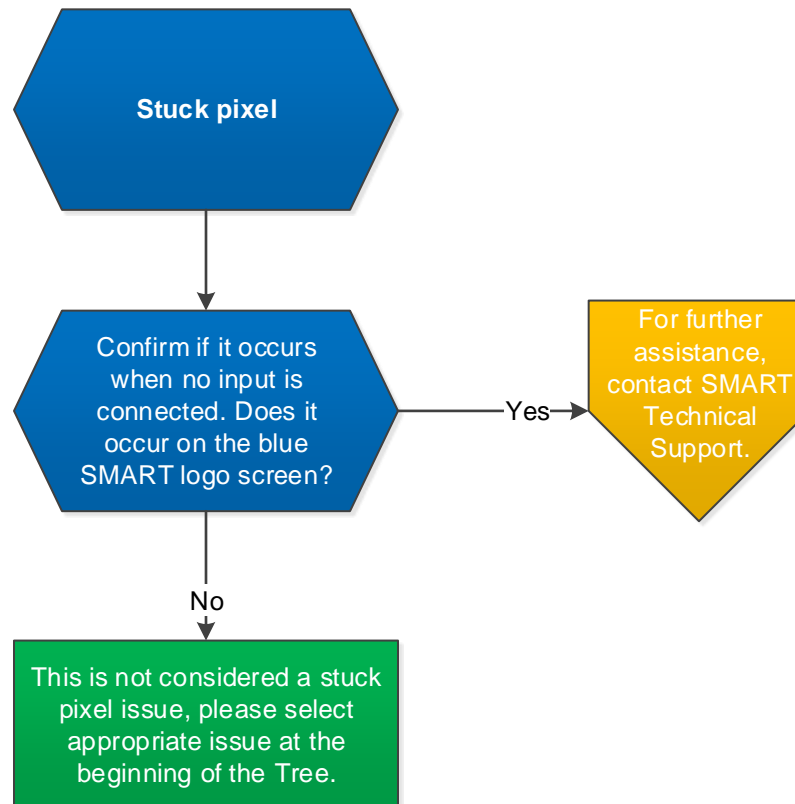 Stuck pixel
Confirm if it occurs
when no input is
connected. Does it
occur on the blue
SMART logo screen?
Yes
For further
assistance,
contact SMART
Technical
Support.
No
This is not considered a stuck
pixel issue, please select
appropriate issue at the
beginning of the Tree.